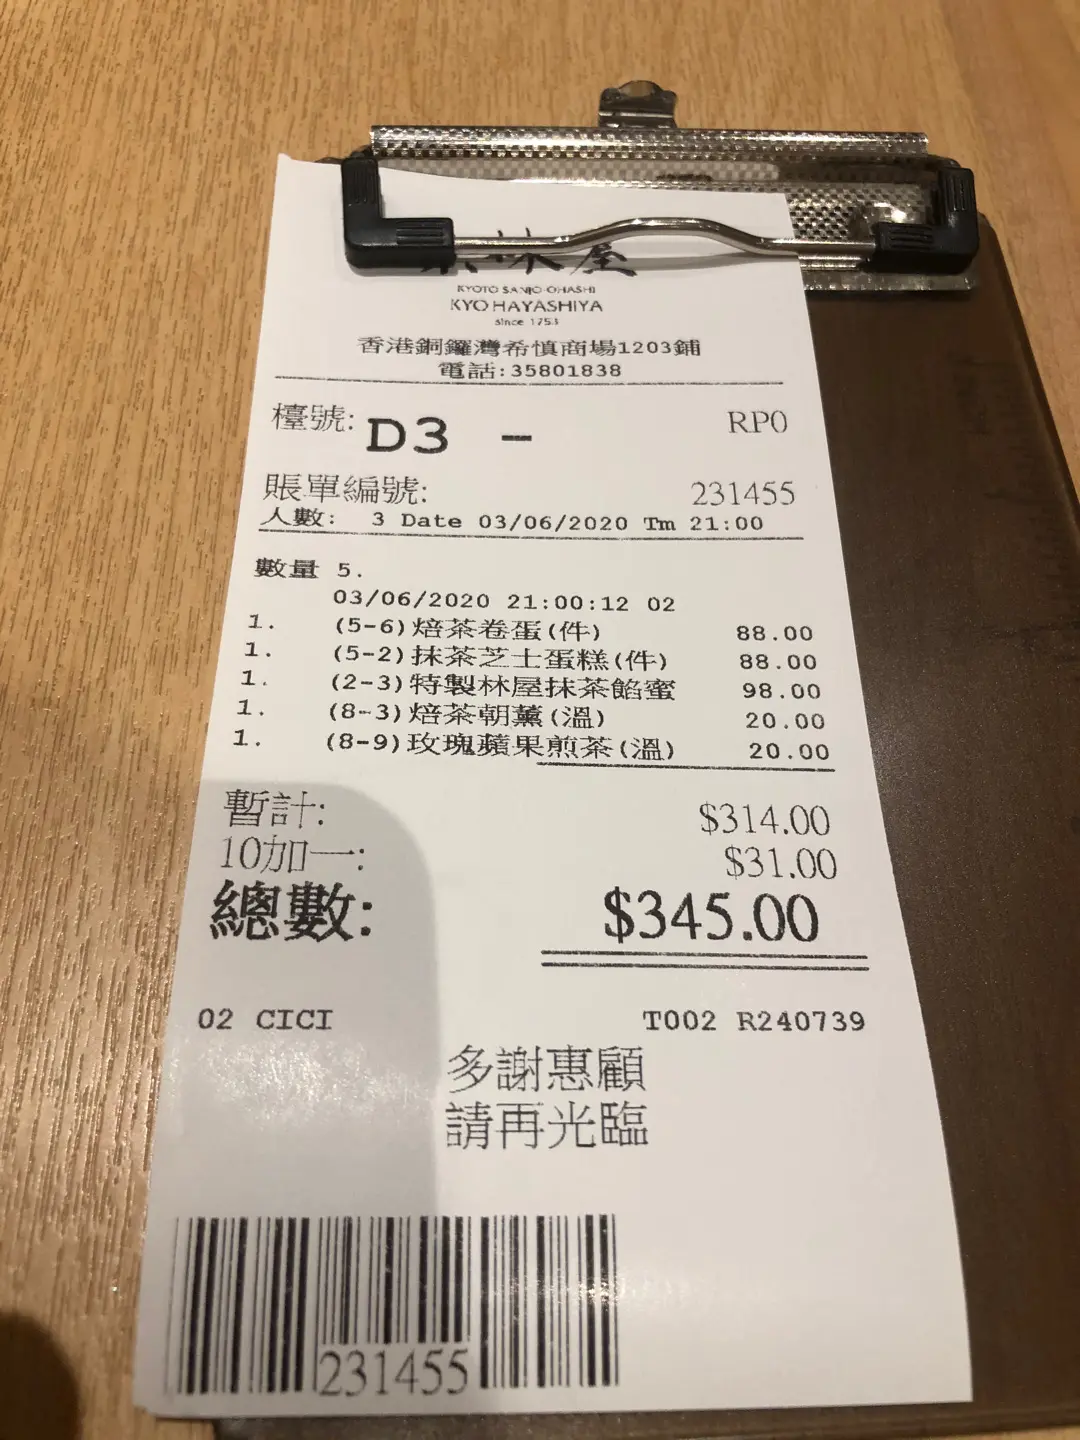 林屋
KYOTO SANJO-OHASHI
KYO HAYASHIYA
since 1753
香港銅鑼灣希慎商場1203鋪
電話:35801838
檯號: D3 - RP0
賬單編號: 231455
人數: 3 Date 03/06/2020 Tm 21:00
數量 5.
03/06/2020 21:00:12 02
1. (5-6)焙茶卷蛋(件) 88.00
1. (5-2)抹茶芝士蛋糕(件) 88.00
1. (2-3)特製林屋抹茶餡蜜 98.00
1. (8-3)焙茶朝薰(溫) 20.00
1. (8-9)玫瑰蘋果煎茶(溫) 20.00
暫計: $314.00
10加一: $31.00
總數: $345.00
02 CICI T002 R240739
多謝惠顧
請再光臨
231455